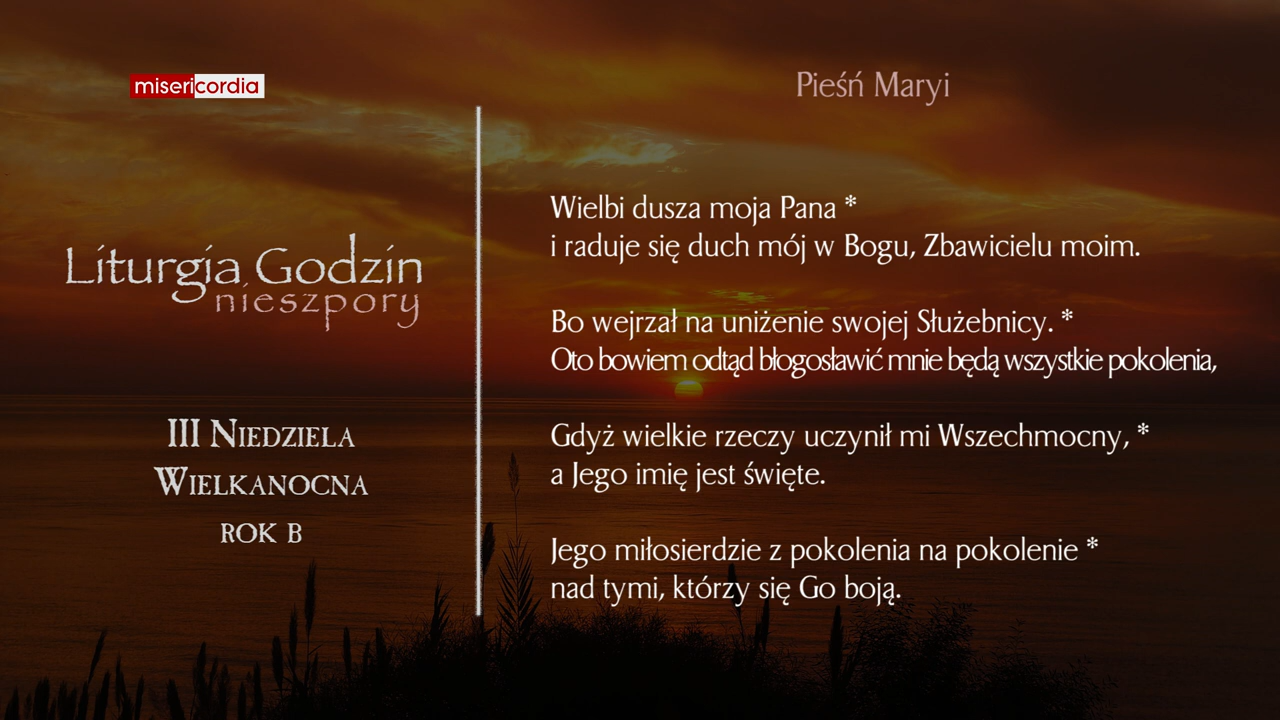 misericordia
Liturgia Godzin
nieszpory
III Niedziela
Wielkanocna
rok B
Pieśń Maryi
Wielbi dusza moja Pana *
i raduje się duch mój w Bogu, Zbawicielu moim.
Bo wejrzał na uniżenie swojej Służebnicy. *
Oto bowiem odtąd błogosławić mnie będą wszystkie pokolenia,
Gdyż wielkie rzeczy uczynił mi Wszechmocny, *
a Jego imię jest święte.
Jego miłosierdzie z pokolenia na pokolenie *
nad tymi, którzy się Go boją.